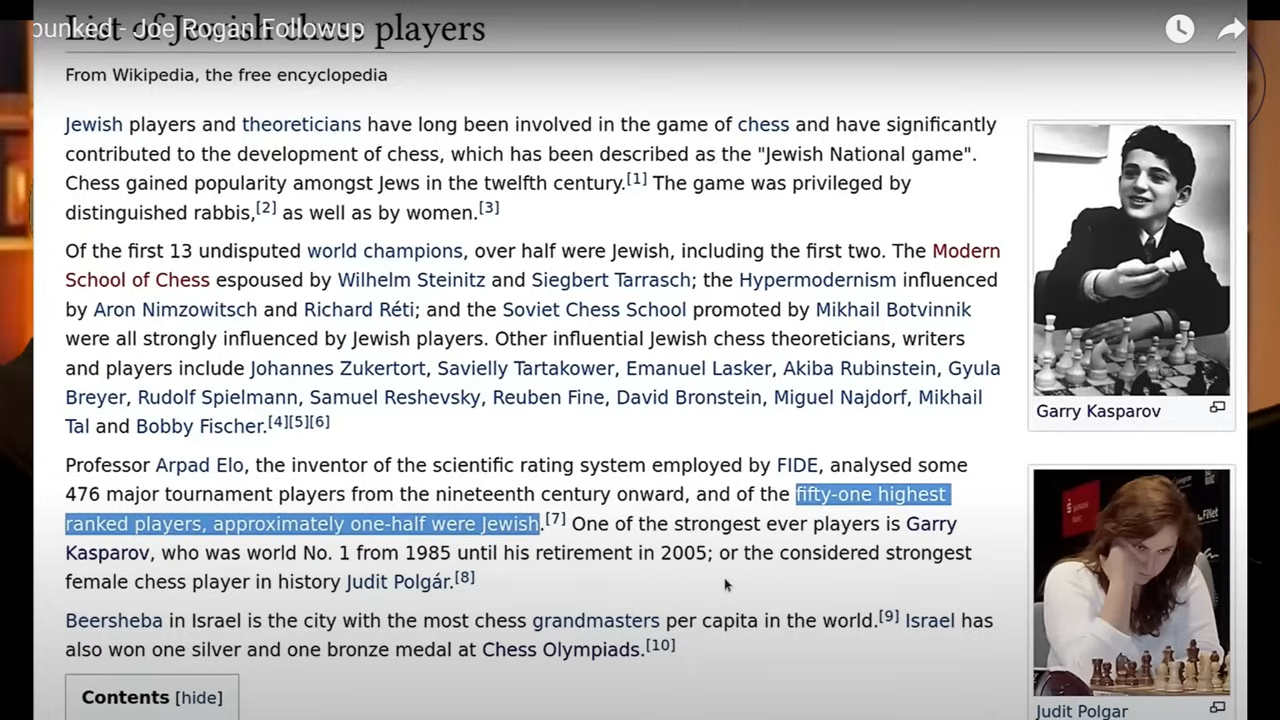 bunked - Joe Rogan Followup
List of Jewish chess players
From Wikipedia, the free encyclopedia
Jewish players and theoreticians have long been involved in the game of chess and have significantly
contributed to the development of chess, which has been described as the "Jewish National game".
Chess gained popularity amongst Jews in the twelfth century.[1] The game was privileged by
distinguished rabbis,[2] as well as by women.[3]
Of the first 13 undisputed world champions, over half were Jewish, including the first two. The Modern
School of Chess espoused by Wilhelm Steinitz and Siegbert Tarrasch; the Hypermodernism influenced
by Aron Nimzowitsch and Richard Réti; and the Soviet Chess School promoted by Mikhail Botvinnik
were all strongly influenced by Jewish players. Other influential Jewish chess theoreticians, writers
and players include Johannes Zukertort, Savielly Tartakower, Emanuel Lasker, Akiba Rubinstein, Gyula
Breyer, Rudolf Spielmann, Samuel Reshevsky, Reuben Fine, David Bronstein, Miguel Najdorf, Mikhail
Tal and Bobby Fischer.[4][5][6]
Professor Arpad Elo, the inventor of the scientific rating system employed by FIDE, analysed some
476 major tournament players from the nineteenth century onward, and of the fifty-one highest
ranked players, approximately one-half were Jewish.[7] One of the strongest ever players is Garry
Kasparov, who was world No. 1 from 1985 until his retirement in 2005; or the considered strongest
female chess player in history Judit Polgár.[8]
Beersheba in Israel is the city with the most chess grandmasters per capita in the world.[9] Israel has
also won one silver and one bronze medal at Chess Olympiads.[10]
Contents [hide]
Garry Kasparov
Judit Polgar